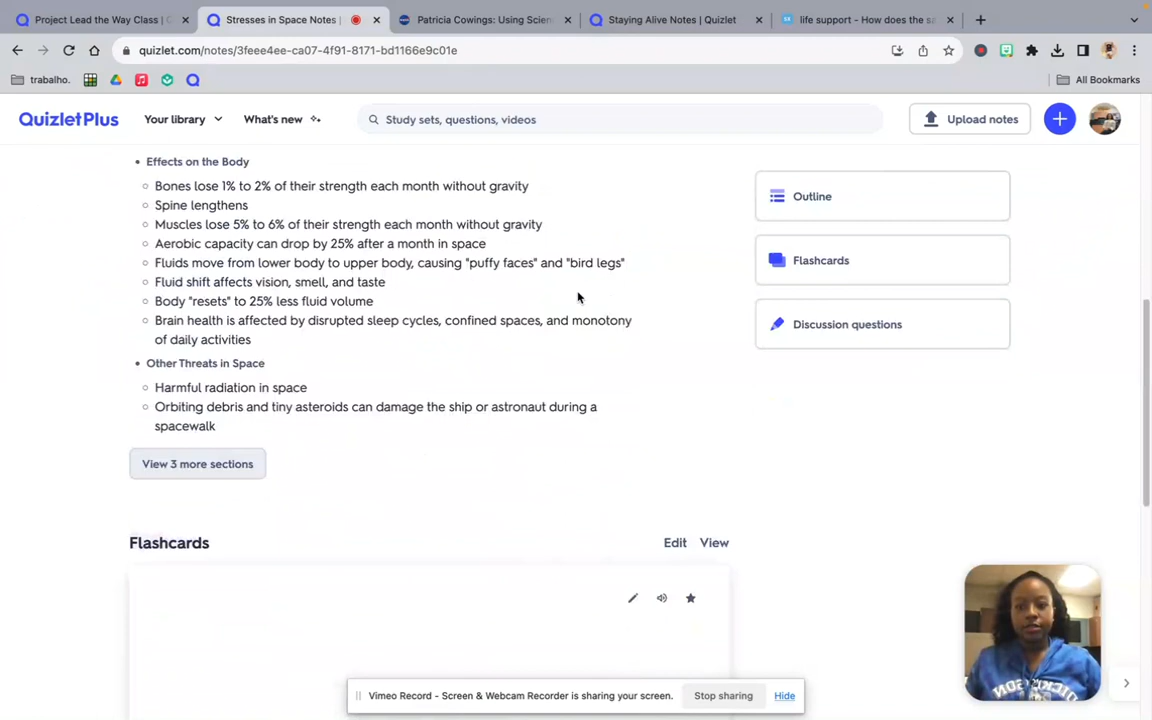 Project Lead the Way Class | G
Stresses in Space Notes |
Patricia Cowings: Using Scien
Staying Alive Notes | Quizlet
life support - How does the sa
quizlet.com/notes/3feee4ee-ca07-4f91-8171-bd1166e9c01e
trabalho.
All Bookmarks
QuizletPlus
Your library
What's new
Study sets, questions, videos
Upload notes
Effects on the Body
Bones lose 1% to 2% of their strength each month without gravity
Spine lengthens
Muscles lose 5% to 6% of their strength each month without gravity
Aerobic capacity can drop by 25% after a month in space
Fluids move from lower body to upper body, causing "puffy faces" and "bird legs"
Fluid shift affects vision, smell, and taste
Body "resets" to 25% less fluid volume
Brain health is affected by disrupted sleep cycles, confined spaces, and monotony
of daily activities
Other Threats in Space
Harmful radiation in space
Orbiting debris and tiny asteroids can damage the ship or astronaut during a
spacewalk
View 3 more sections
Outline
Flashcards
Discussion questions
Flashcards
Edit
View
Vimeo Record - Screen & Webcam Recorder is sharing your screen.
Stop sharing
Hide